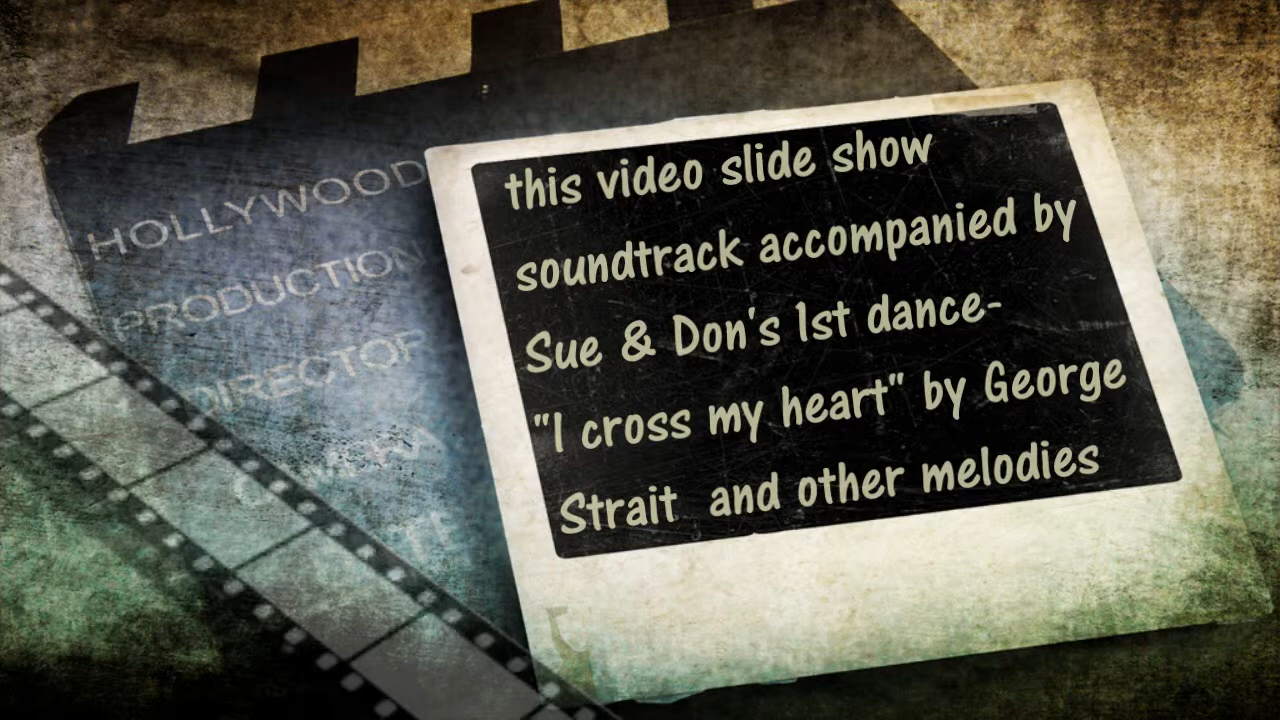 HOLLYWOOD
PRODUCTION
DIRECTOR
this video slide show
soundtrack accompanied by
Sue & Don's 1st dance-
"I cross my heart" by George
Strait and other melodies